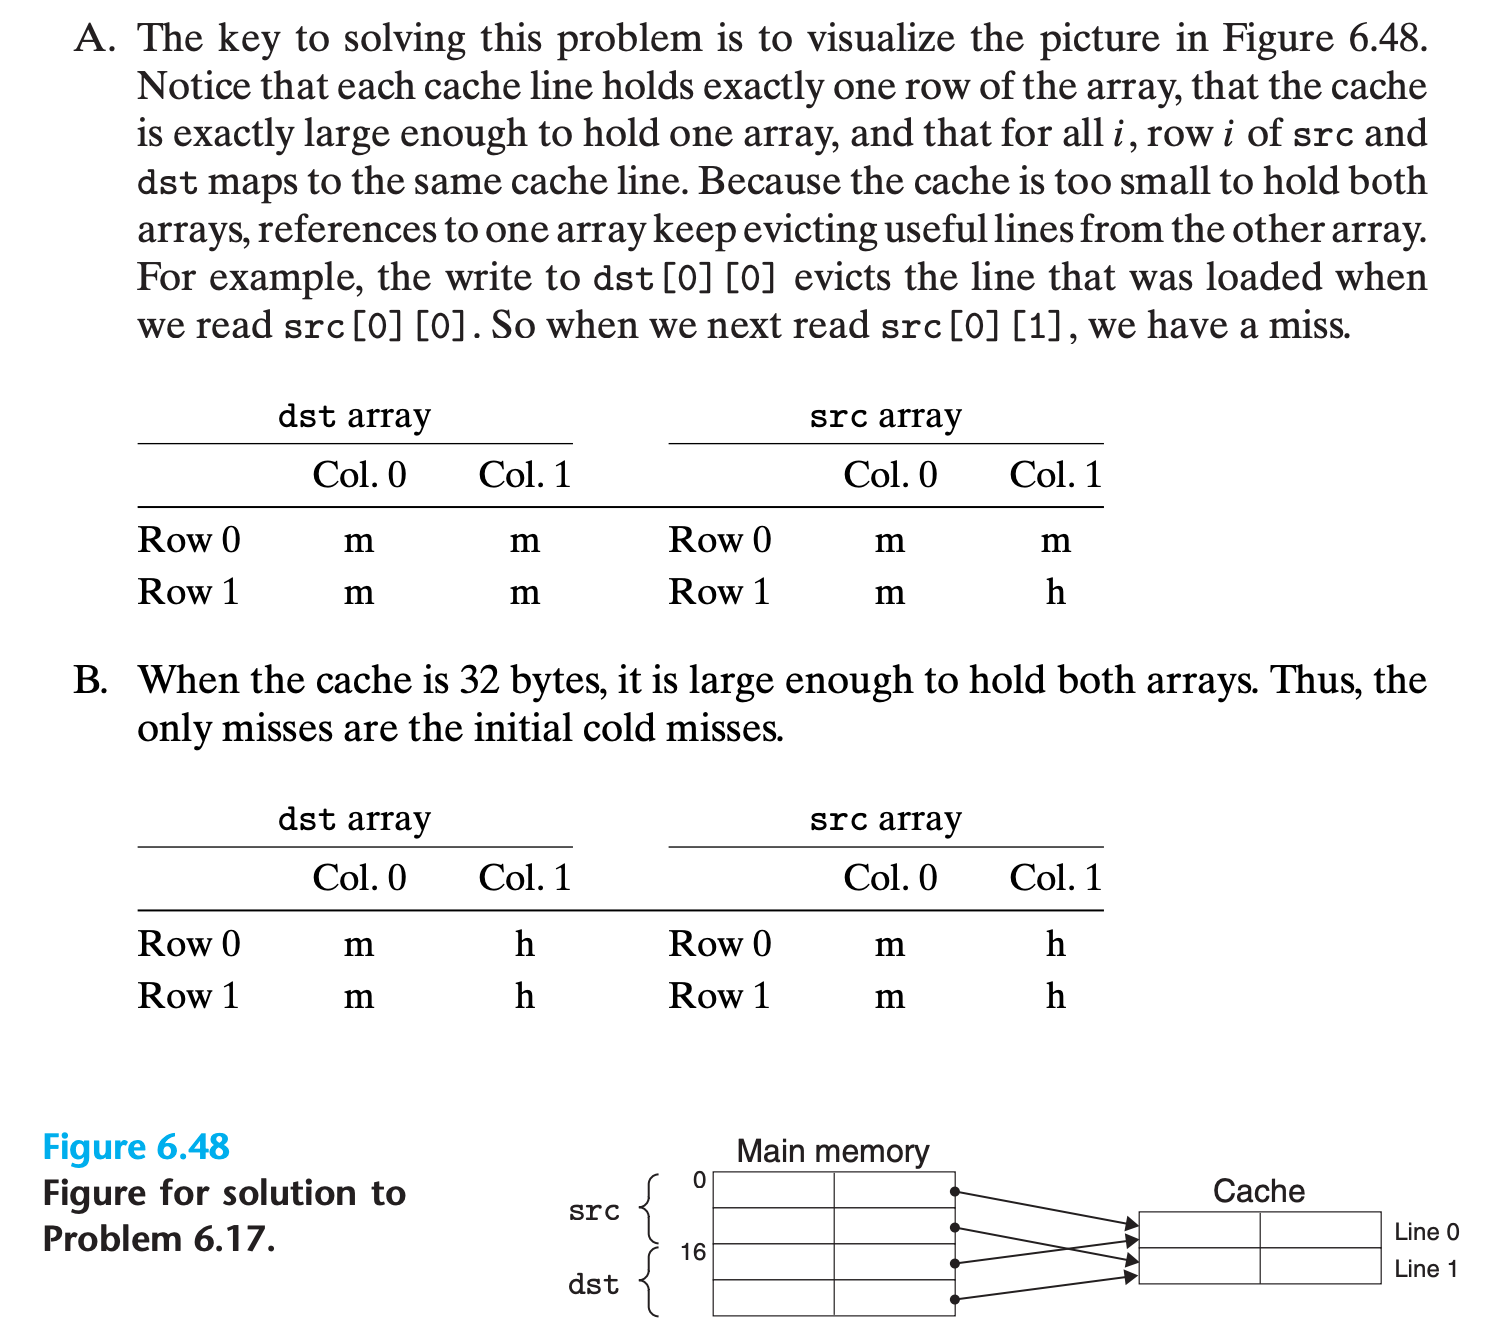 A. The key to solving this problem is to visualize the picture in Figure 6.48.
Notice that each cache line holds exactly one row of the array, that the cache
is exactly large enough to hold one array, and that for all i, row i of src and
dst maps to the same cache line. Because the cache is too small to hold both
arrays, references to one array keep evicting useful lines from the other array.
For example, the write to dst[0][0] evicts the line that was loaded when
we read src[0][0]. So when we next read src[0][1], we have a miss.
dst array src array
Col. 0 Col. 1 Col. 0 Col. 1
Row 0 m m Row 0 m m
Row 1 m m Row 1 m h
B. When the cache is 32 bytes, it is large enough to hold both arrays. Thus, the
only misses are the initial cold misses.
dst array src array
Col. 0 Col. 1 Col. 0 Col. 1
Row 0 m h Row 0 m h
Row 1 m h Row 1 m h
Figure 6.48
Figure for solution to
Problem 6.17.
Main memory
0
src
16
dst
Cache
Line 0
Line 1